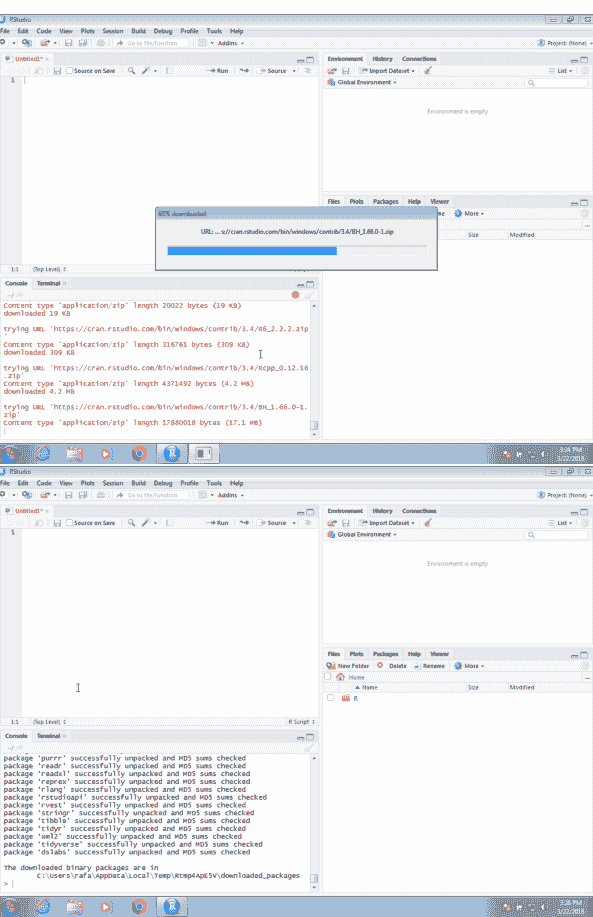 RStudio
File Edit Code View Plots Session Build Debug Profile Tools Help
Go to file/function Addins Project: (None)
Untitled1*
Source on Save Run Source
1
1:1 (Top Level)
Console Terminal
Content type 'application/zip' length 20022 bytes (19 KB)
downloaded 19 KB
trying URL 'https://cran.rstudio.com/bin/windows/contrib/3.4/R6_2.2.2.zip
'
Content type 'application/zip' length 316761 bytes (309 KB)
downloaded 309 KB
trying URL 'https://cran.rstudio.com/bin/windows/contrib/3.4/Rcpp_0.12.16
.zip'
Content type 'application/zip' length 4371492 bytes (4.2 MB)
downloaded 4.2 MB
trying URL 'https://cran.rstudio.com/bin/windows/contrib/3.4/BH_1.66.0-1.
zip'
Content type 'application/zip' length 17880018 bytes (17.1 MB)
Environment History Connections
Import Dataset List
Global Environment
Environment is empty
Files Plots Packages Help Viewer
More
Size Modified
65% downloaded
URL: ... s://cran.rstudio.com/bin/windows/contrib/3.4/BH_1.66.0-1.zip
3:24 PM
3/22/2018
RStudio
File Edit Code View Plots Session Build Debug Profile Tools Help
Go to file/function Addins Project: (None)
Untitled1*
Source on Save Run Source
1
1:1 (Top Level) R Script
Console Terminal
package 'purrr' successfully unpacked and MD5 sums checked
package 'readr' successfully unpacked and MD5 sums checked
package 'readxl' successfully unpacked and MD5 sums checked
package 'reprex' successfully unpacked and MD5 sums checked
package 'rlang' successfully unpacked and MD5 sums checked
package 'rstudioapi' successfully unpacked and MD5 sums checked
package 'rvest' successfully unpacked and MD5 sums checked
package 'stringr' successfully unpacked and MD5 sums checked
package 'tibble' successfully unpacked and MD5 sums checked
package 'tidyr' successfully unpacked and MD5 sums checked
package 'xml2' successfully unpacked and MD5 sums checked
package 'tidyverse' successfully unpacked and MD5 sums checked
package 'dslabs' successfully unpacked and MD5 sums checked
The downloaded binary packages are in
C:\Users\rafa\AppData\Local\Temp\Rtmp4ApE5V\downloaded_packages
>
Environment History Connections
Import Dataset List
Global Environment
Environment is empty
Files Plots Packages Help Viewer
New Folder Delete Rename More
Home
Name Size Modified
R
3:26 PM
3/22/2018